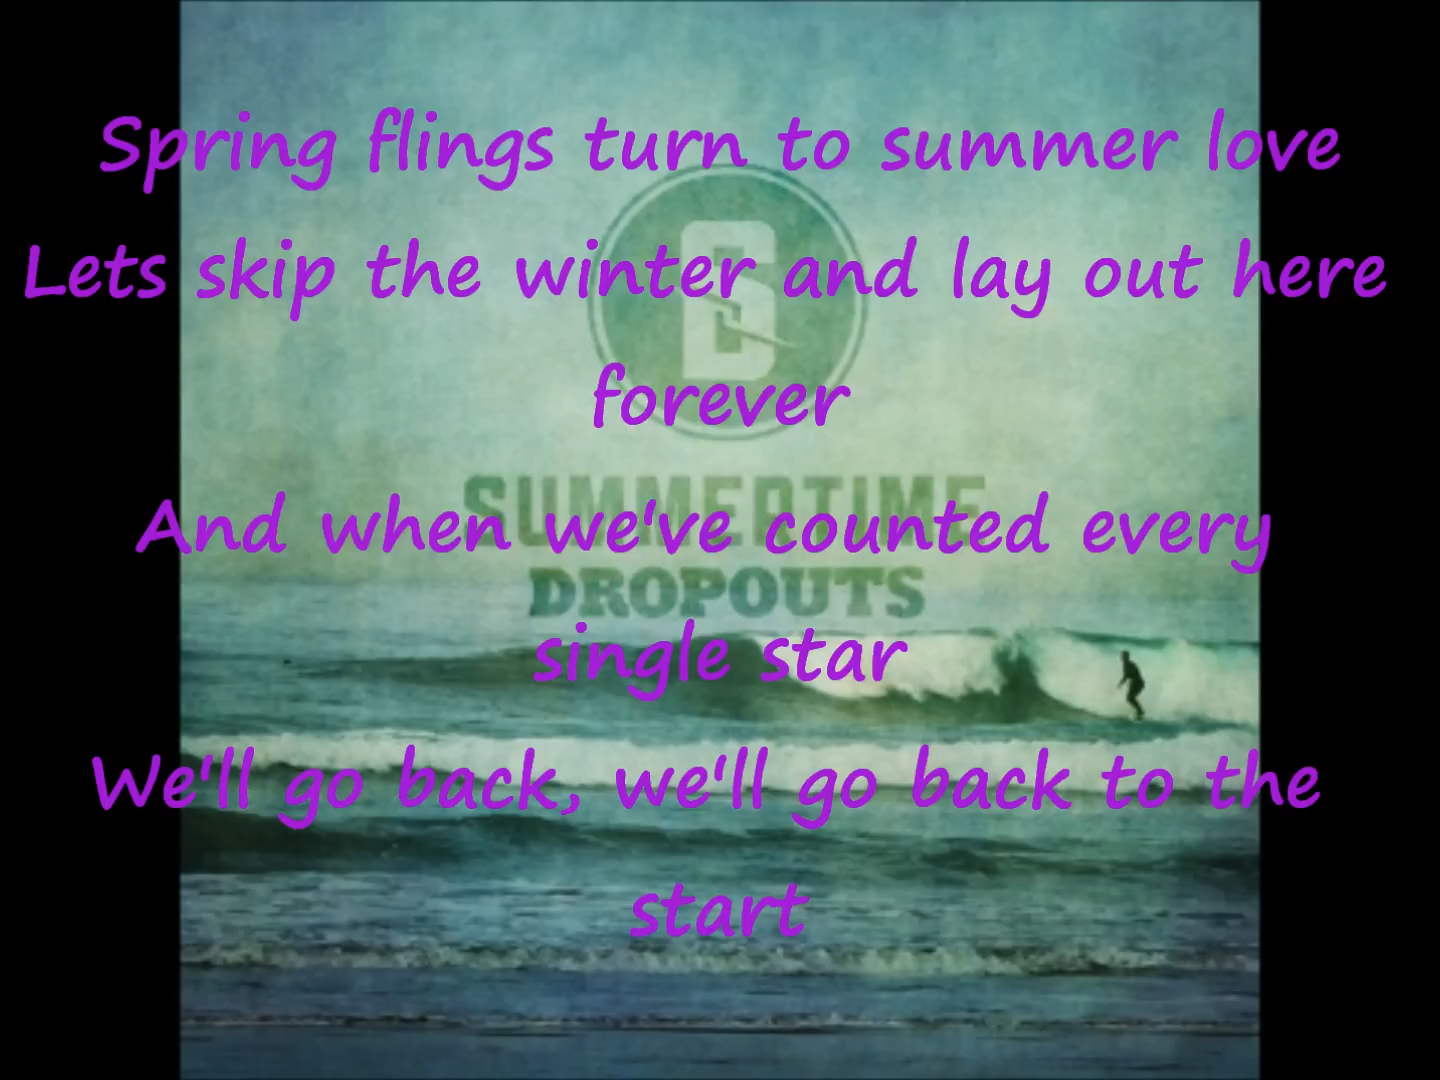 Spring flings turn to summer love
Lets skip the winter and lay out here
forever
SUMMERTIME
And when we've counted every
DROPOUTS
single star
We'll go back, we'll go back to the
start